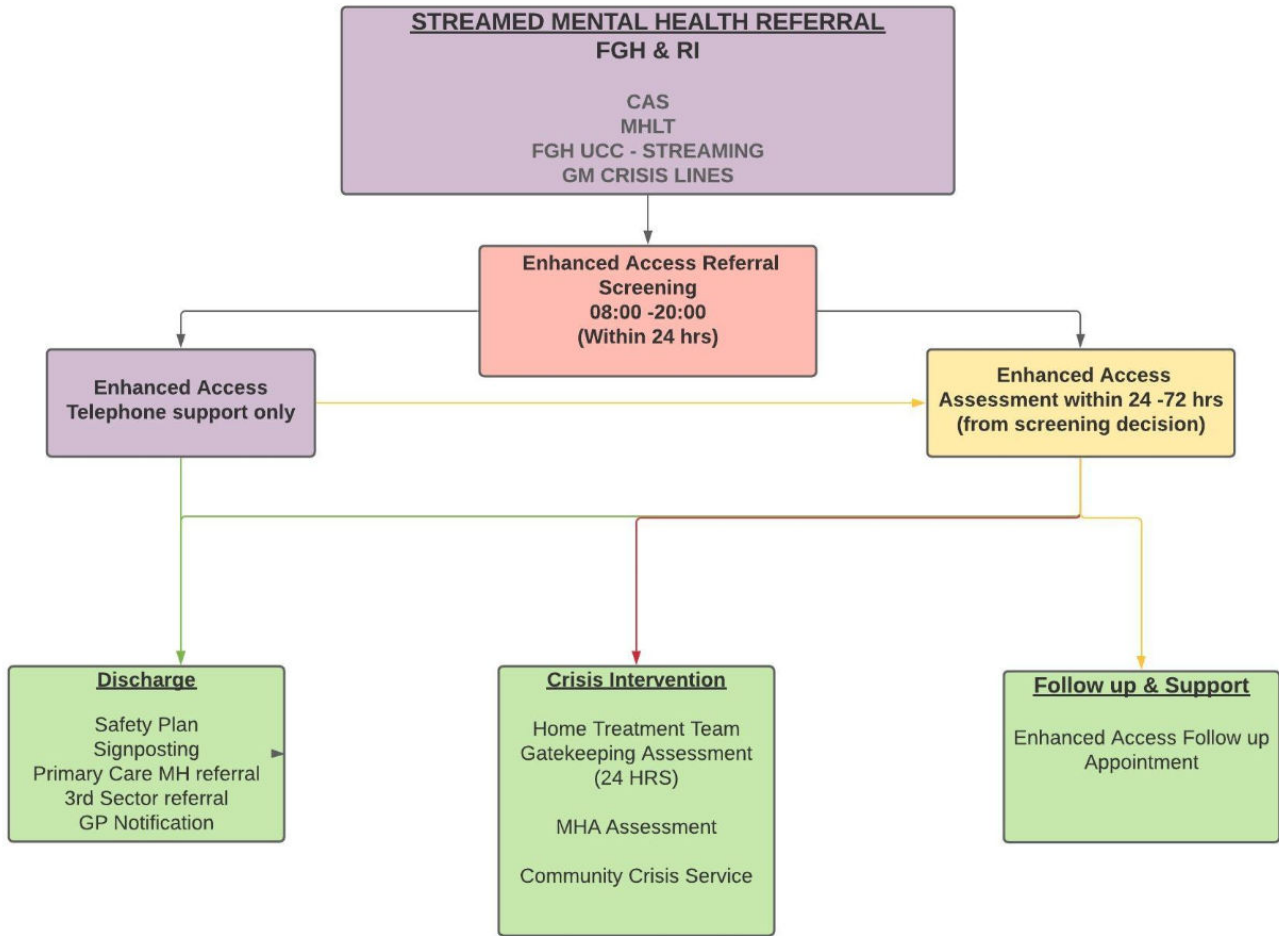 STREAMED MENTAL HEALTH REFERRAL
FGH & RI
CAS
MHLT
FGH UCC - STREAMING
GM CRISIS LINES
Enhanced Access Referral
Screening
08:00 -20:00
(Within 24 hrs)
Enhanced Access
Telephone support only
Enhanced Access
Assessment within 24 -72 hrs
(from screening decision)
Discharge
Safety Plan
Signposting
Primary Care MH referral
3rd Sector referral
GP Notification
Crisis Intervention
Home Treatment Team
Gatekeeping Assessment
(24 HRS)
MHA Assessment
Community Crisis Service
Follow up & Support
Enhanced Access Follow up
Appointment